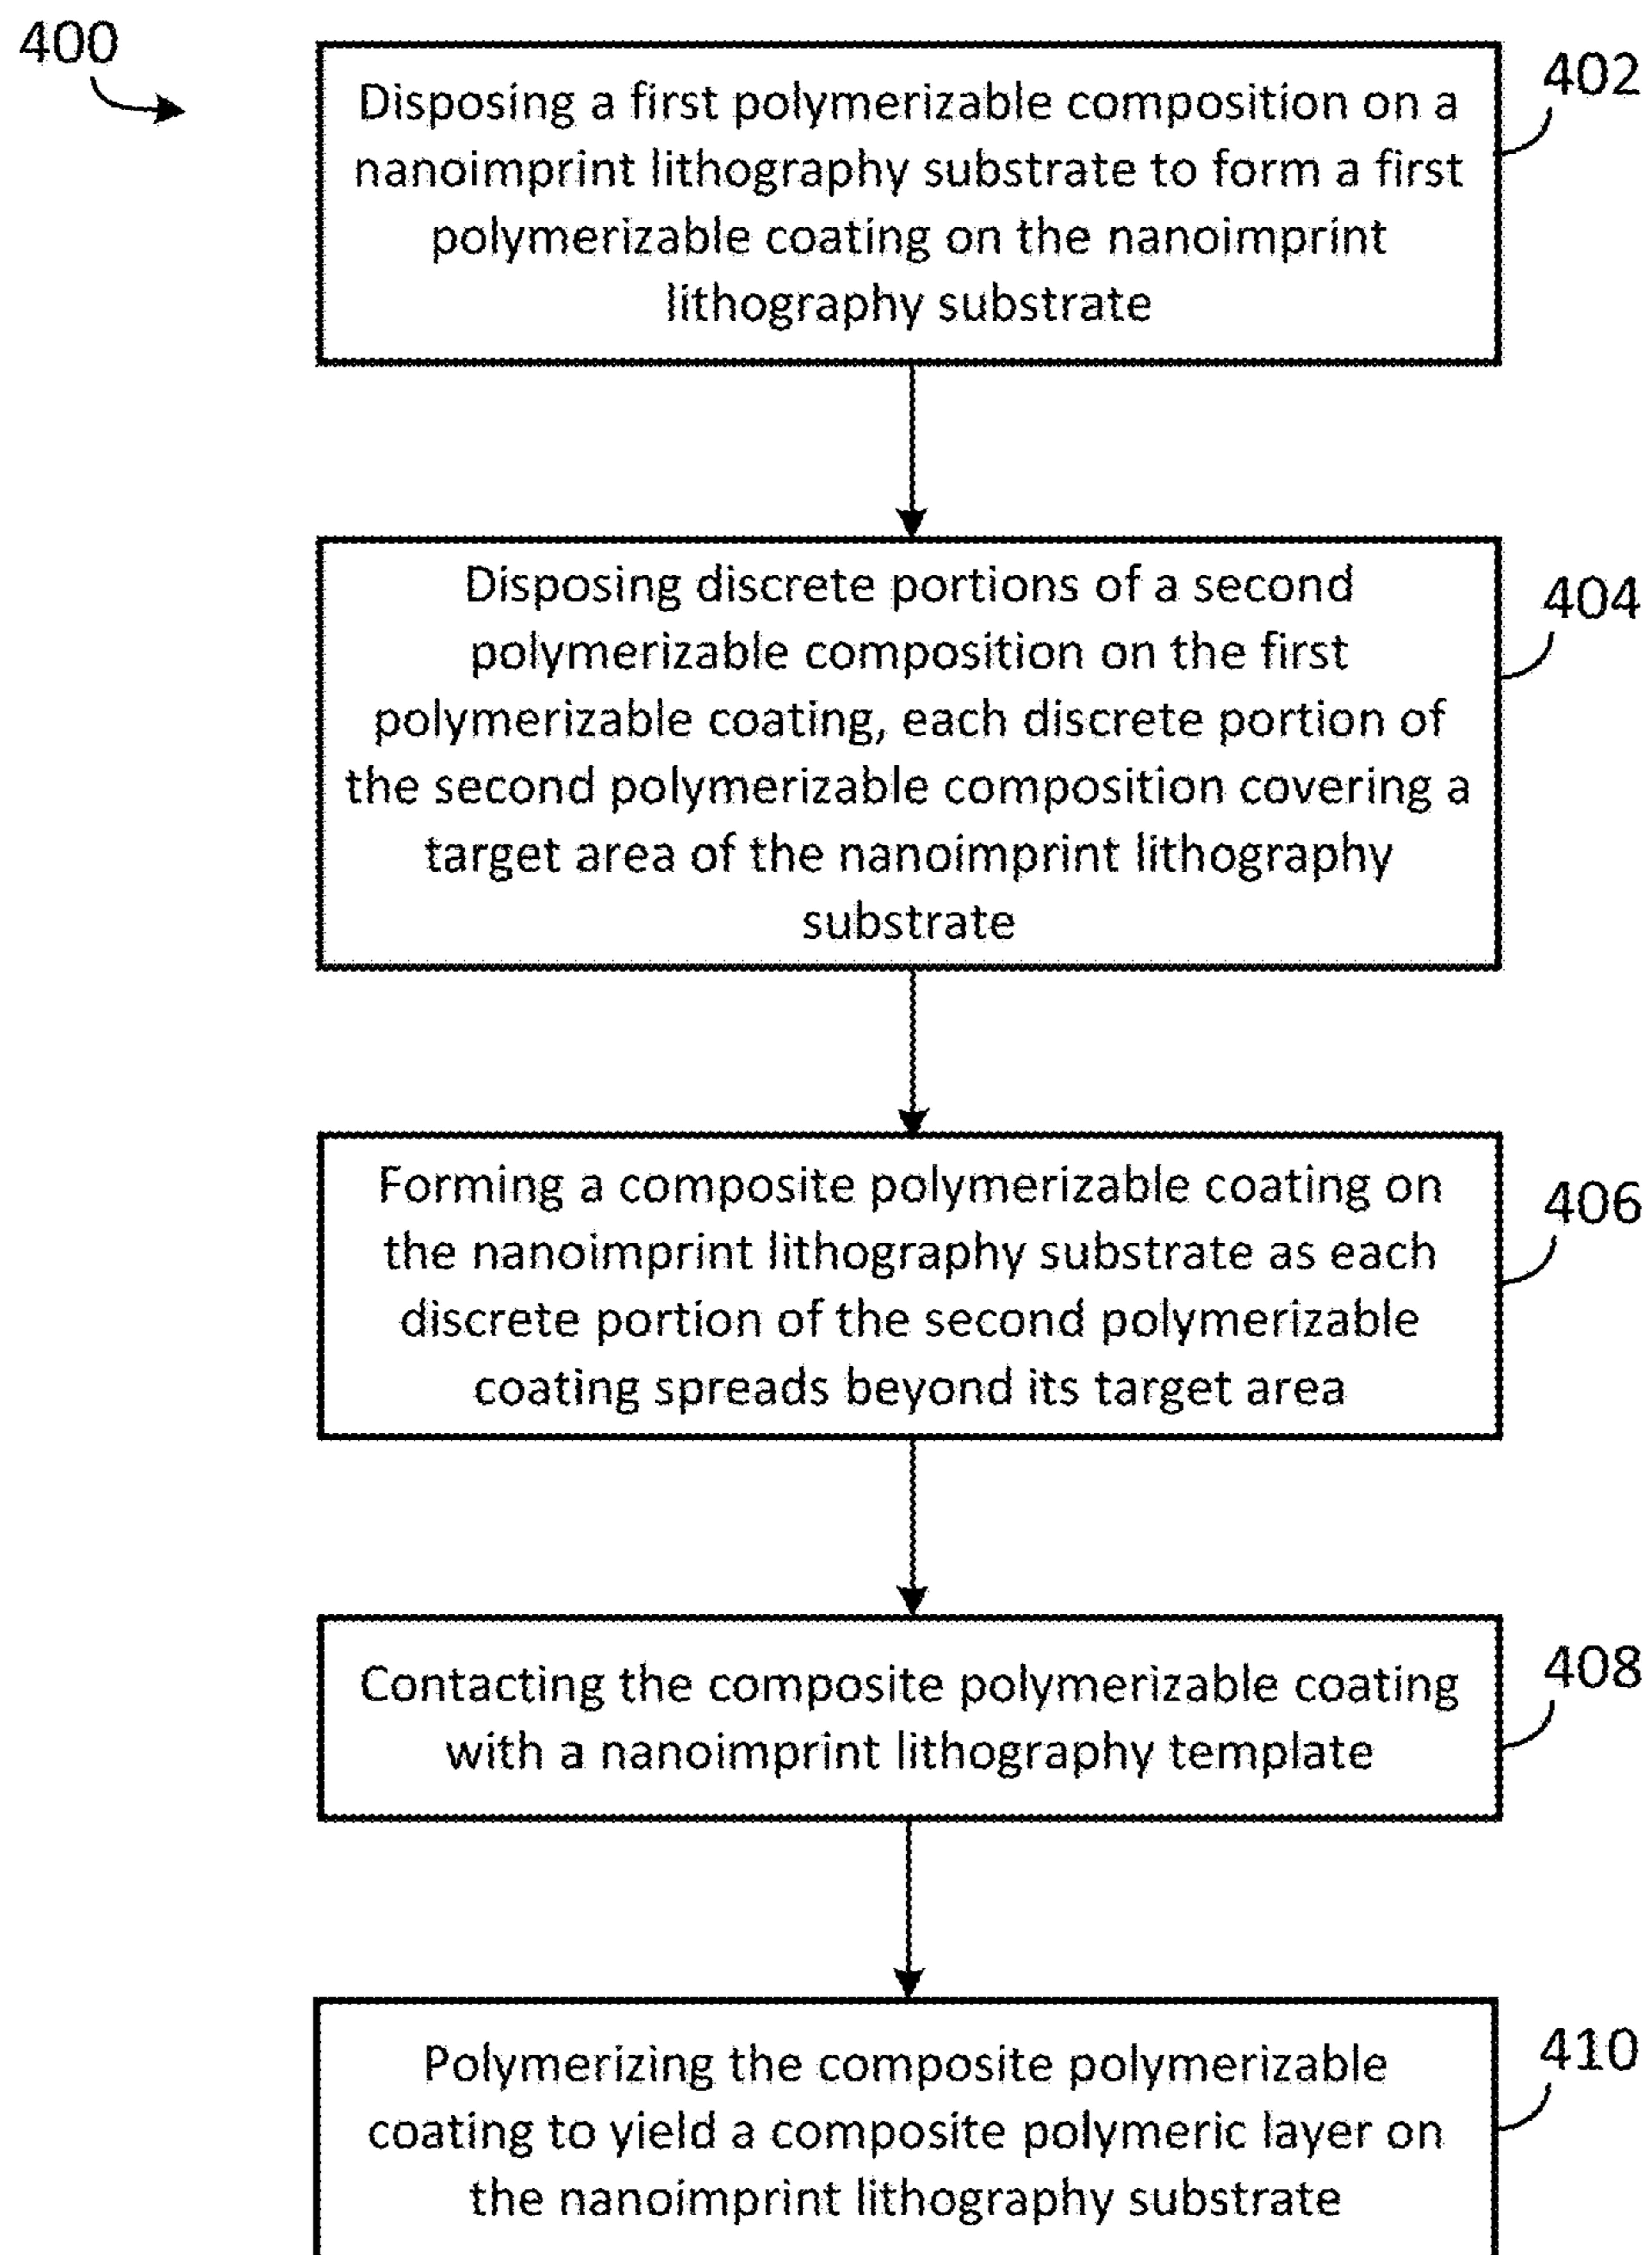 400
402
Disposing a first polymerizable composition on a
nanoimprint lithography substrate to form a first
polymerizable coating on the nanoimprint
lithography substrate
404
Disposing discrete portions of a second
polymerizable composition on the first
polymerizable coating, each discrete portion of
the second polymerizable composition covering a
target area of the nanoimprint lithography
substrate
406
Forming a composite polymerizable coating on
the nanoimprint lithography substrate as each
discrete portion of the second polymerizable
coating spreads beyond its target area
408
Contacting the composite polymerizable coating
with a nanoimprint lithography template
410
Polymerizing the composite polymerizable
coating to yield a composite polymeric layer on
the nanoimprint lithography substrate